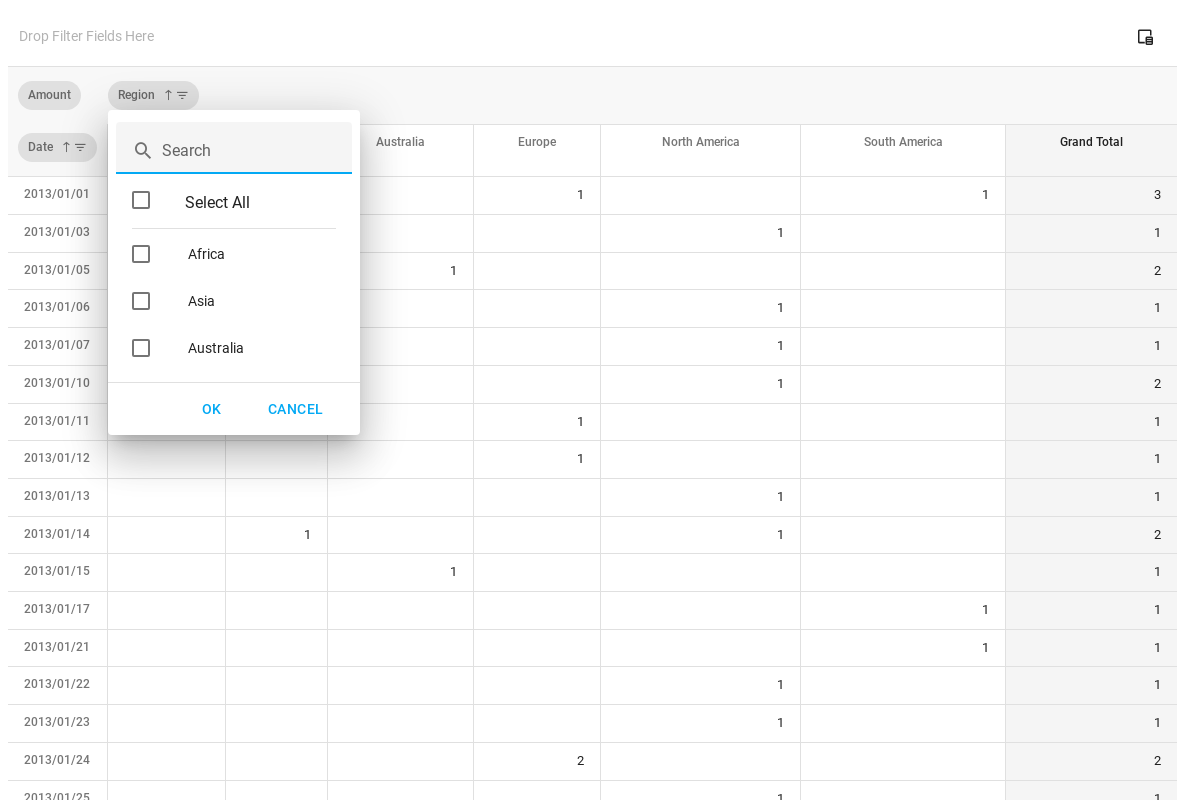 Drop Filter Fields Here
Amount Region
Date Australia Europe North America South America Grand Total
Search
Select All
Africa
Asia
Australia
OK CANCEL
2013/01/01 1 1 3
2013/01/03 1 1
2013/01/05 1 2
2013/01/06 1 1
2013/01/07 1 1
2013/01/10 1 2
2013/01/11 1 1
2013/01/12 1 1
2013/01/13 1 1
2013/01/14 1 1 2
2013/01/15 1 1
2013/01/17 1 1
2013/01/21 1 1
2013/01/22 1 1
2013/01/23 1 1
2013/01/24 2 2
2013/01/25 1 1